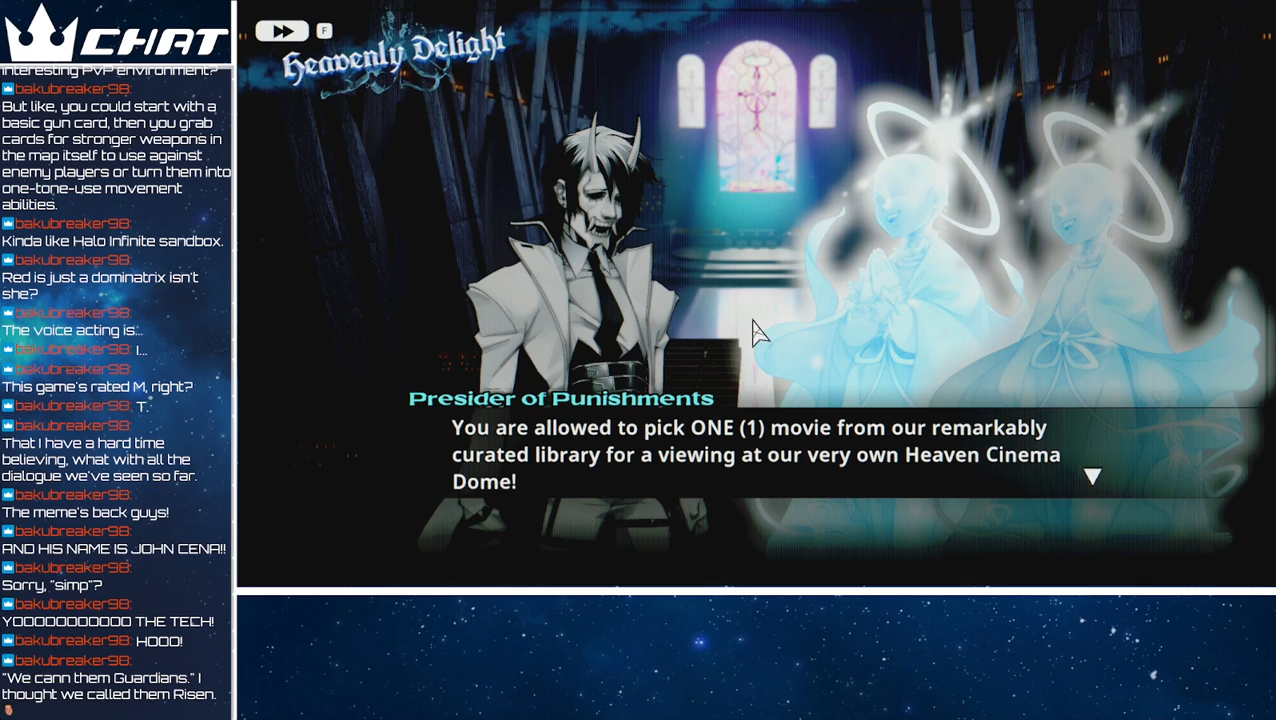 CHAT
interesting PvP environment?
bakubreaker98:
But like, you could start with a
basic gun card, then you grab
cards for stronger weapons in
the map itself to use against
enemy players or turn them into
one-tone-use movement
abilities.
bakubreaker98:
Kinda like Halo Infinite sandbox.
bakubreaker98:
Red is just a dominatrix isn't
she?
bakubreaker98:
The voice acting is...
bakubreaker98: I...
bakubreaker98:
This game's rated M, right?
bakubreaker98: T.
bakubreaker98:
That I have a hard time
believing, what with all the
dialogue we've seen so far.
bakubreaker98:
The meme's back guys!
bakubreaker98:
AND HIS NAME IS JOHN CENA!!
bakubreaker98:
Sorry, "simp"?
bakubreaker98:
YOOOOOOOOOOO THE TECH!
bakubreaker98: HOOO!
bakubreaker98:
"We cann them Guardians." I
thought we called them Risen.
F
Heavenly Delight
Presider of Punishments
You are allowed to pick ONE (1) movie from our remarkably
curated library for a viewing at our very own Heaven Cinema
Dome!